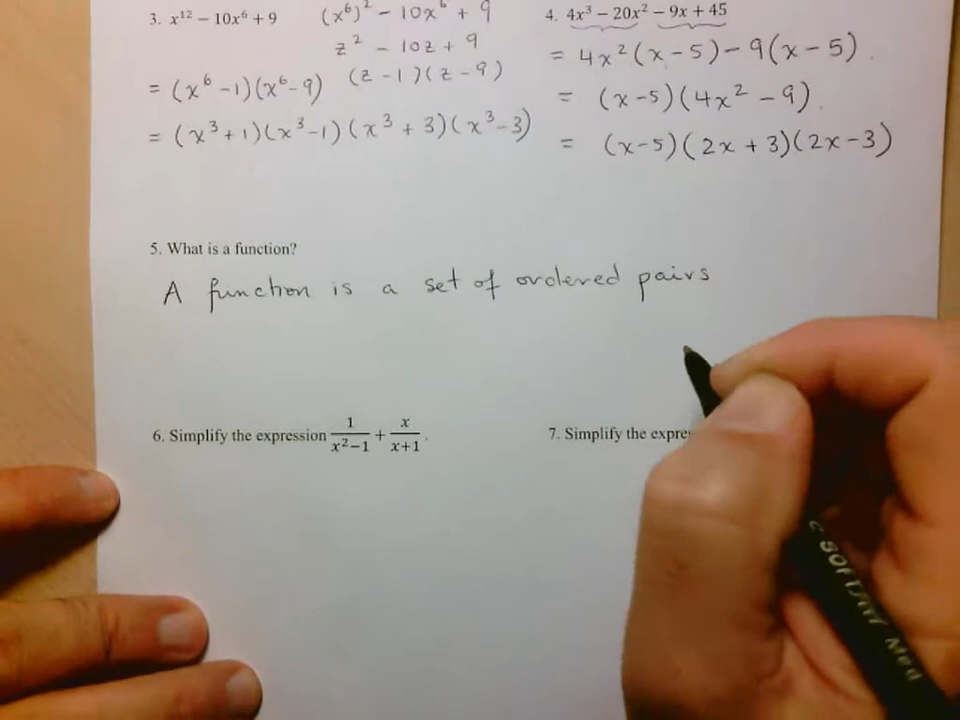 3. x¹² − 10x⁶ + 9 (x⁶)² − 10x⁶ + 9
z² − 10z + 9
= (x⁶ −1)(x⁶−9) (z −1)(z −9)
= (x³+1)(x³−1)(x³+3)(x³−3)
4. 4x³ − 20x² − 9x + 45
= 4x²(x−5)−9(x−5)
= (x−5)(4x² −9)
= (x−5)(2x+3)(2x−3)
5. What is a function?
A function is a set of ordered pairs
6. Simplify the expression 1/(x²−1) + x/(x+1).
7. Simplify the
SOFTART Med